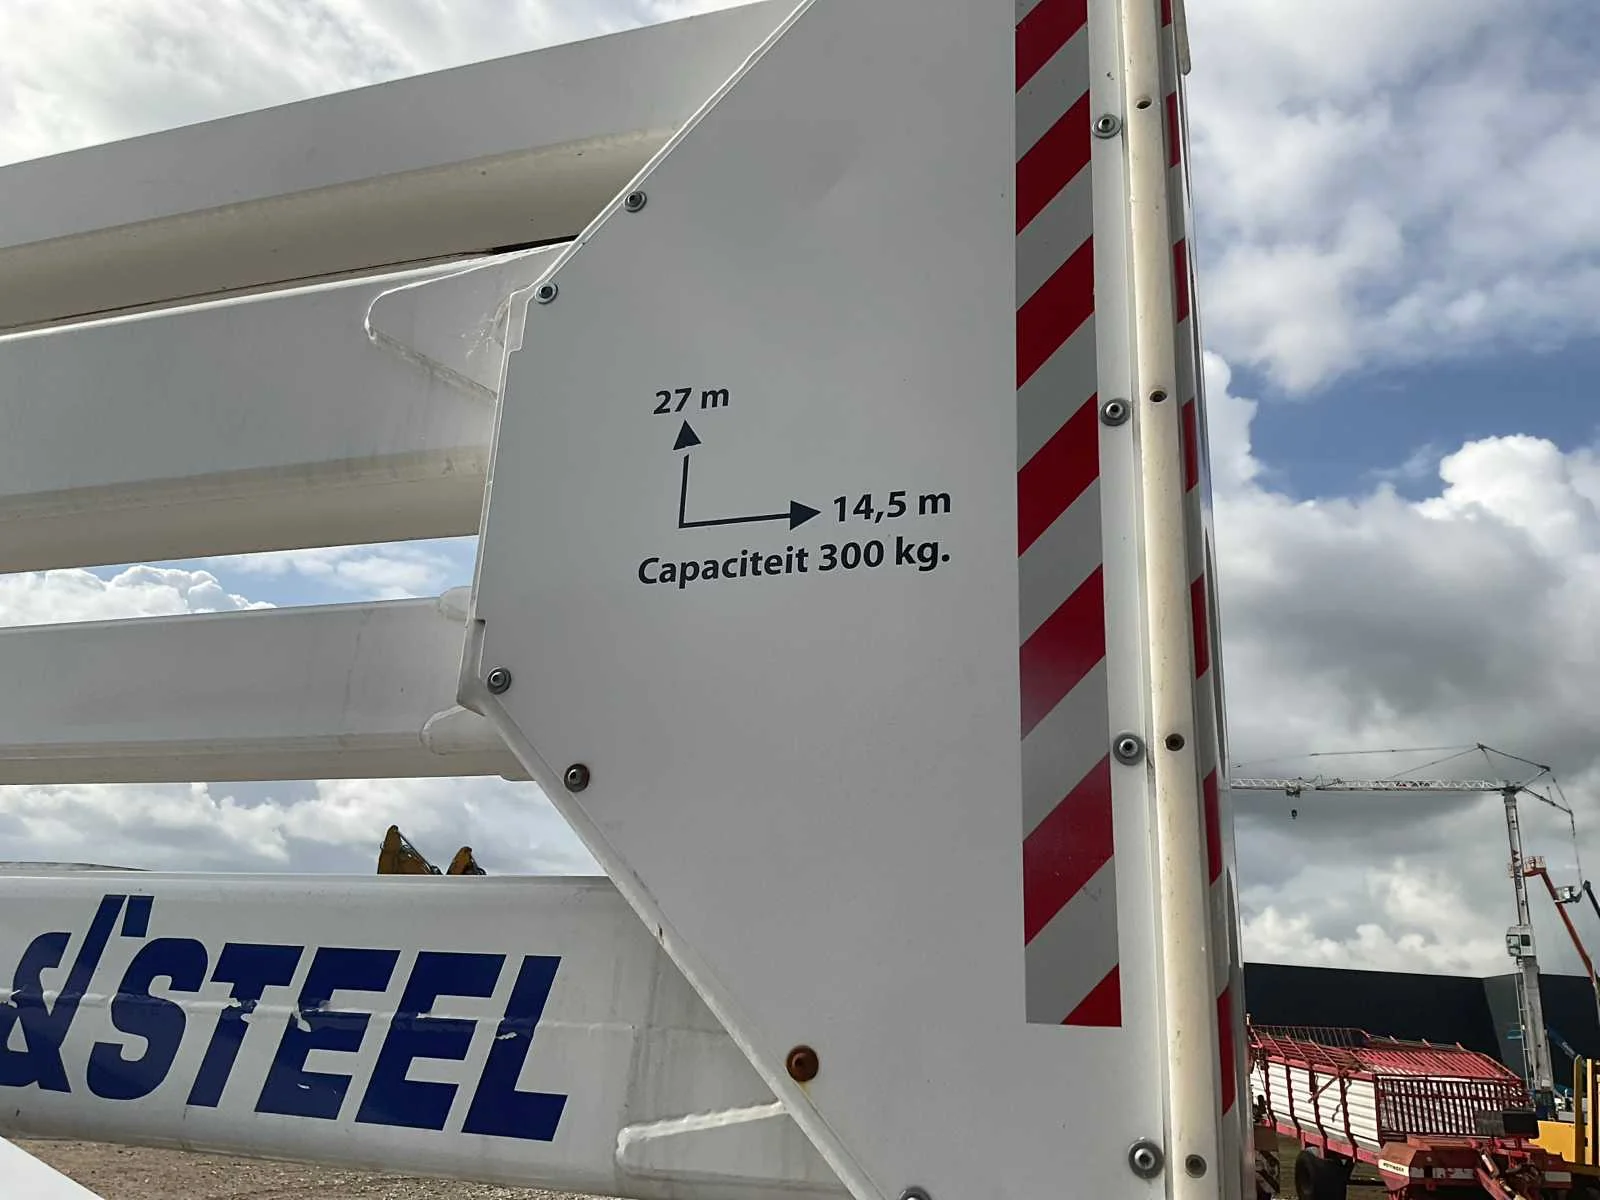 27 m
14,5 m
Capaciteit 300 kg.
&'STEEL